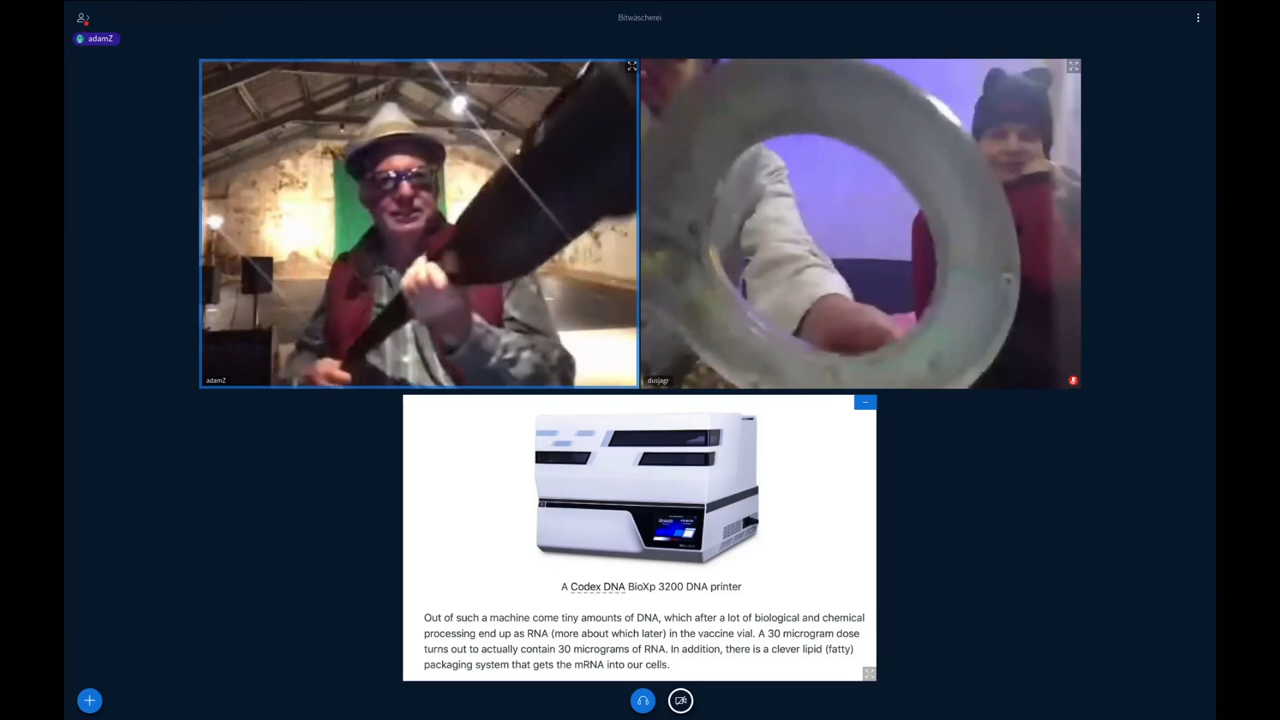 Bitwäscherei
adamZ
adamZ
dusjagr
A Codex DNA BioXp 3200 DNA printer
Out of such a machine come tiny amounts of DNA, which after a lot of biological and chemical
processing end up as RNA (more about which later) in the vaccine vial. A 30 microgram dose
turns out to actually contain 30 micrograms of RNA. In addition, there is a clever lipid (fatty)
packaging system that gets the mRNA into our cells.